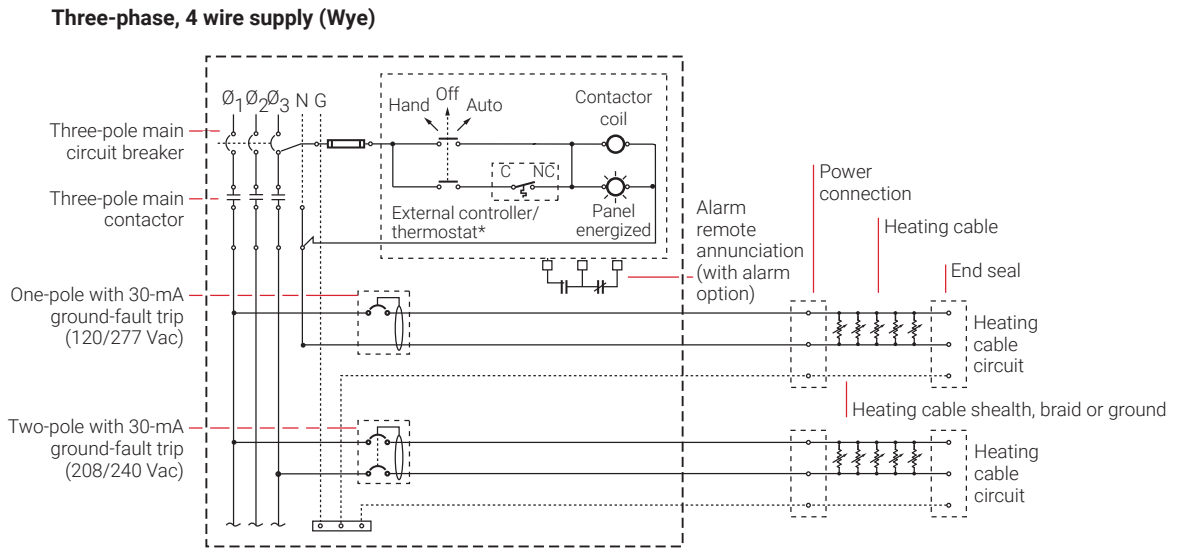 Three-phase, 4 wire supply (Wye)
Ø1 Ø2 Ø3 N G
Hand
Off
Auto
Contactor
coil
Three-pole main
circuit breaker
C NC
Three-pole main
contactor
External controller/
thermostat*
Panel
energized
Alarm
remote
annunciation
(with alarm
option)
Power
connection
Heating cable
End seal
One-pole with 30-mA
ground-fault trip
(120/277 Vac)
Heating
cable
circuit
Heating cable shealth, braid or ground
Two-pole with 30-mA
ground-fault trip
(208/240 Vac)
Heating
cable
circuit